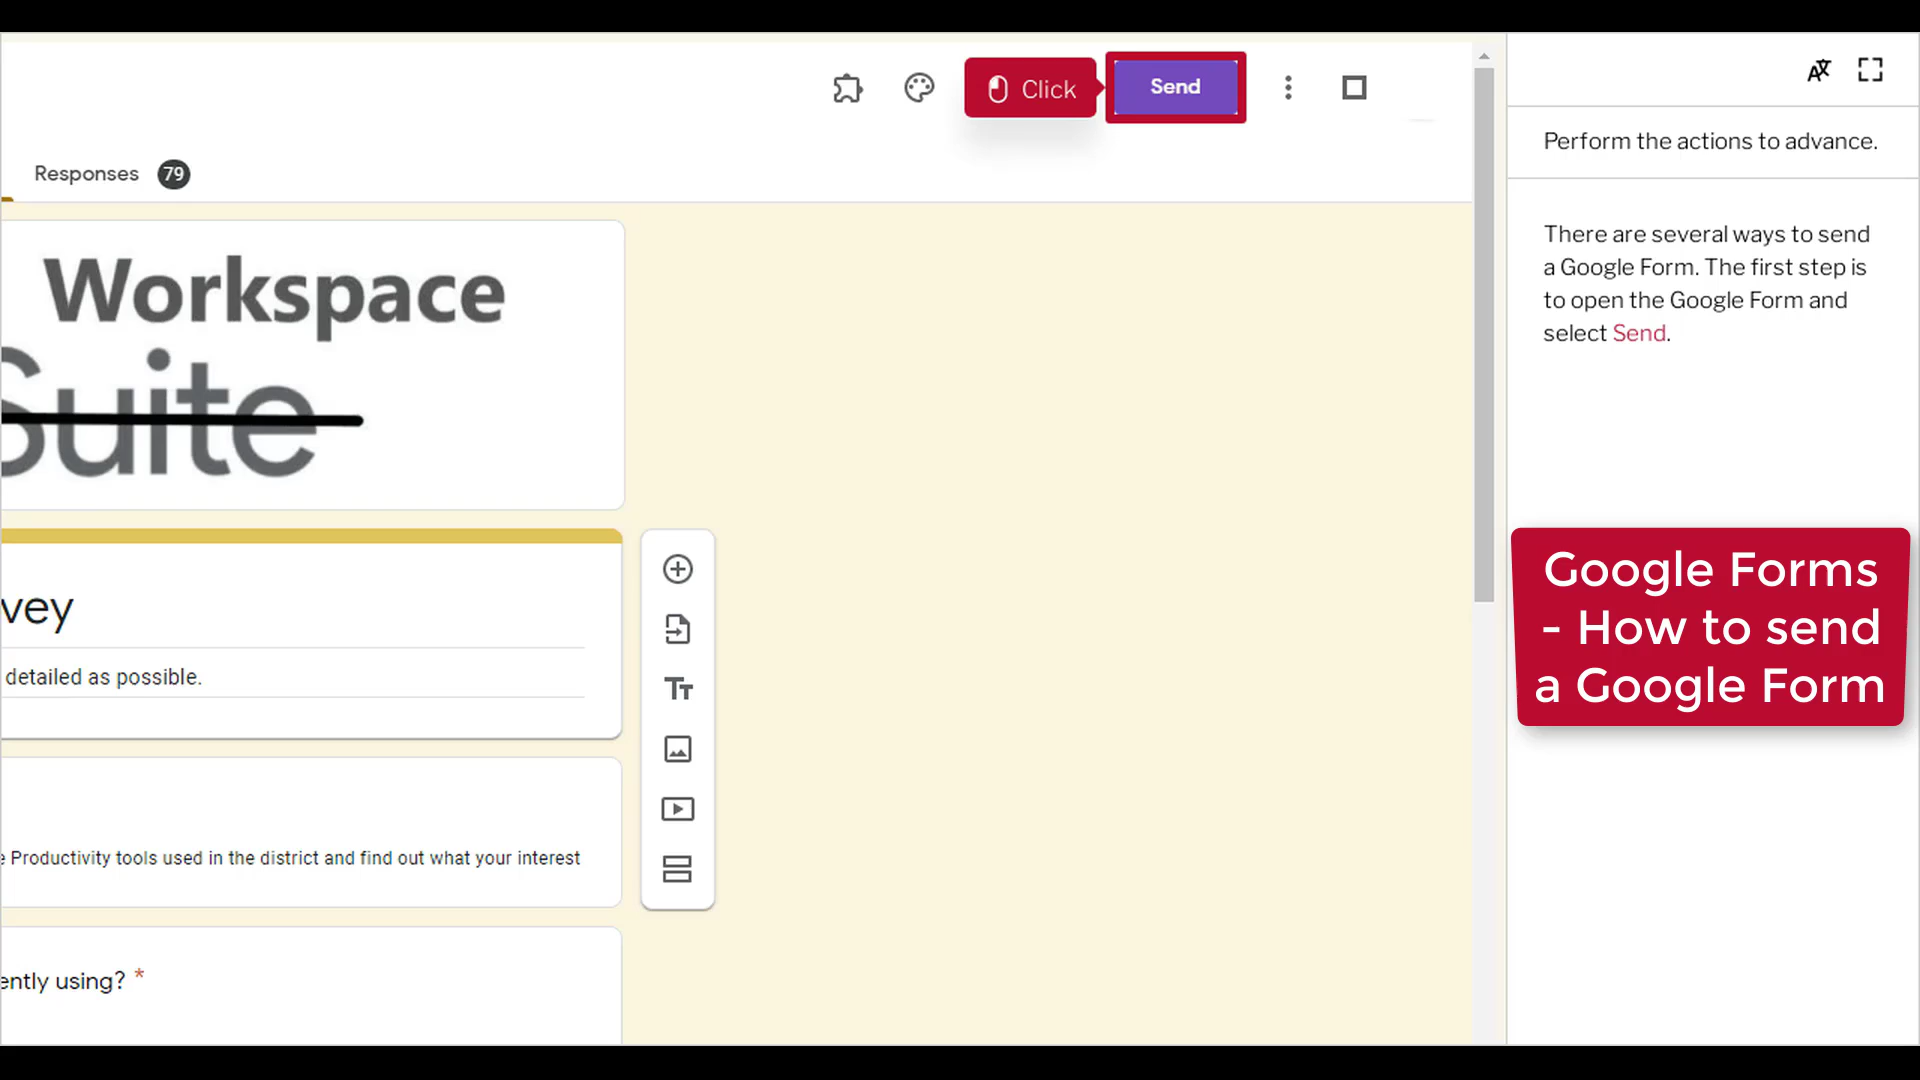 Click
Send
Perform the actions to advance.
Responses 79
There are several ways to send
a Google Form. The first step is
to open the Google Form and
select Send.
Workspace
Suite
vey
detailed as possible.
Google Forms
- How to send
a Google Form
e Productivity tools used in the district and find out what your interest
ently using? *